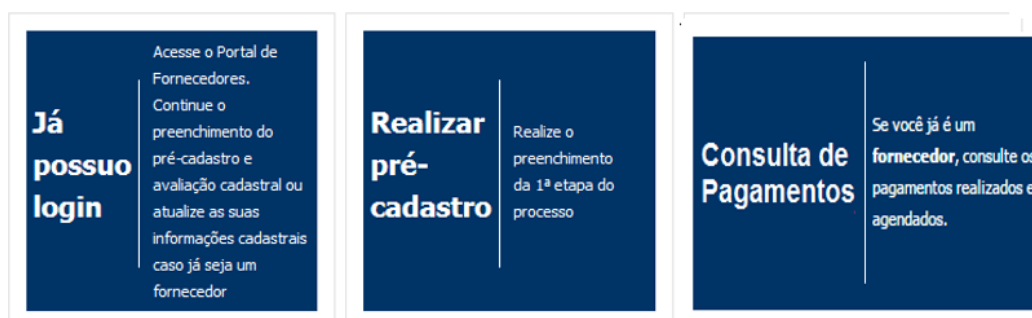 Já
possuo
login
Acesse o Portal de
Fornecedores.
Continue o
preenchimento do
pré-cadastro e
avaliação cadastral ou
atualize as suas
informações cadastrais
caso já seja um
fornecedor
Realizar
pré-
cadastro
Realize o
preenchimento
da 1ª etapa do
processo
Consulta de
Pagamentos
Se você já é um
fornecedor, consulte os
pagamentos realizados e
agendados.